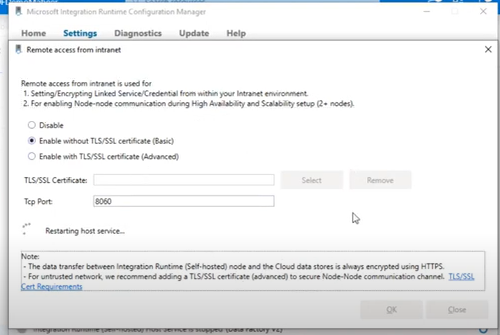 Microsoft Integration Runtime Configuration Manager
Home Settings Diagnostics Update Help
Remote access from intranet
Remote access from intranet is used for
1. Setting/Encrypting Linked Service/Credential from within your Intranet environment.
2. For enabling Node-node communication during High Availability and Scalability setup (2+ nodes).
Disable
Enable without TLS/SSL certificate (Basic)
Enable with TLS/SSL certificate (Advanced)
TLS/SSL Certificate: Select Remove
Tcp Port: 8060
Restarting host service...
Note:
- The data transfer between Integration Runtime (Self-hosted) node and the Cloud data stores is always encrypted using HTTPS.
- For untrusted network, we recommend adding a TLS/SSL certificate (advanced) to secure Node-Node communication channel. TLS/SSL
Cert Requirements
OK Close
Integration Runtime (Self-hosted) Host Service is stopped (Data Factory V2)